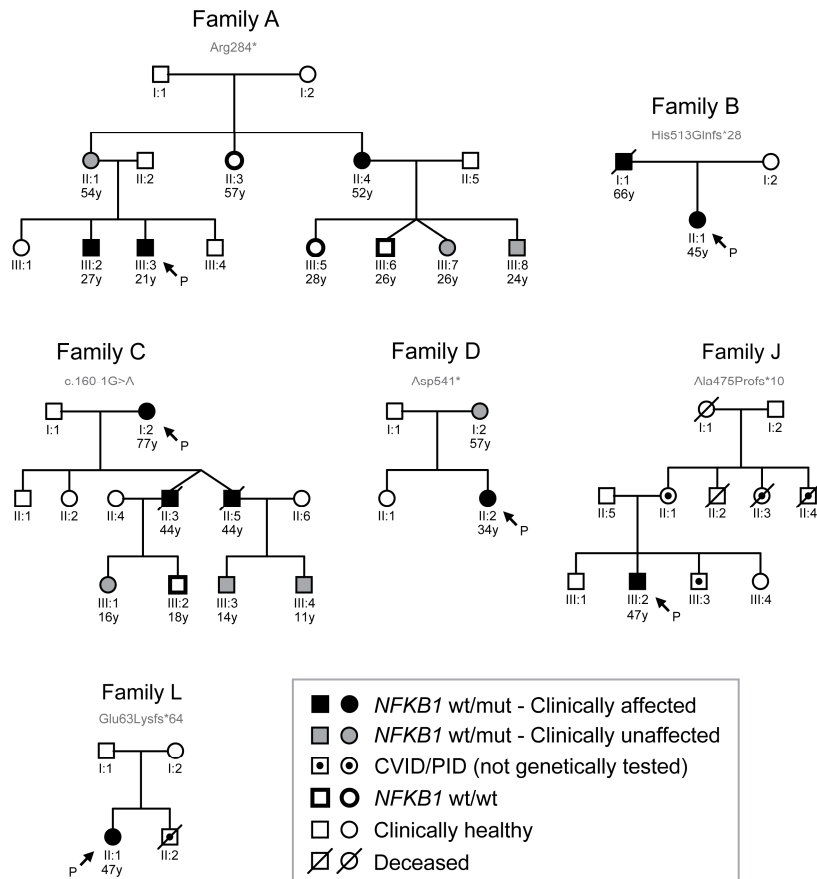 Family A
Arg284*
I:1
I:2
II:1
54y
II:2
II:3
57y
II:4
52y
II:5
III:1
III:2
27y
III:3
21y
P
III:4
III:5
28y
III:6
26y
III:7
26y
III:8
24y
Family B
His513Glnfs*28
I:1
66y
I:2
II:1
45y
P
Family C
c.160-1G>A
I:1
I:2
77y
P
II:1
II:2
II:4
II:3
44y
II:5
44y
II:6
III:1
16y
III:2
18y
III:3
14y
III:4
11y
Family D
Asp541*
I:1
I:2
57y
II:1
II:2
34y
P
Family J
Ala475Profs*10
I:1
I:2
II:5
II:1
II:2
II:3
II:4
III:1
III:2
47y
P
III:3
III:4
Family L
Glu63Lysfs*64
I:1
I:2
II:1
47y
P
II:2
NFKB1 wt/mut - Clinically affected
NFKB1 wt/mut - Clinically unaffected
CVID/PID (not genetically tested)
NFKB1 wt/wt
Clinically healthy
Deceased